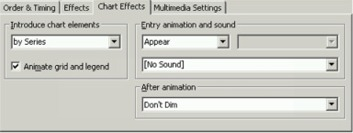 Order & Timing | Effects | Chart Effects | Multimedia Settings |
Introduce chart elements
by Series
Animate grid and legend
Entry animation and sound
Appear
[No Sound]
After animation
Don't Dim